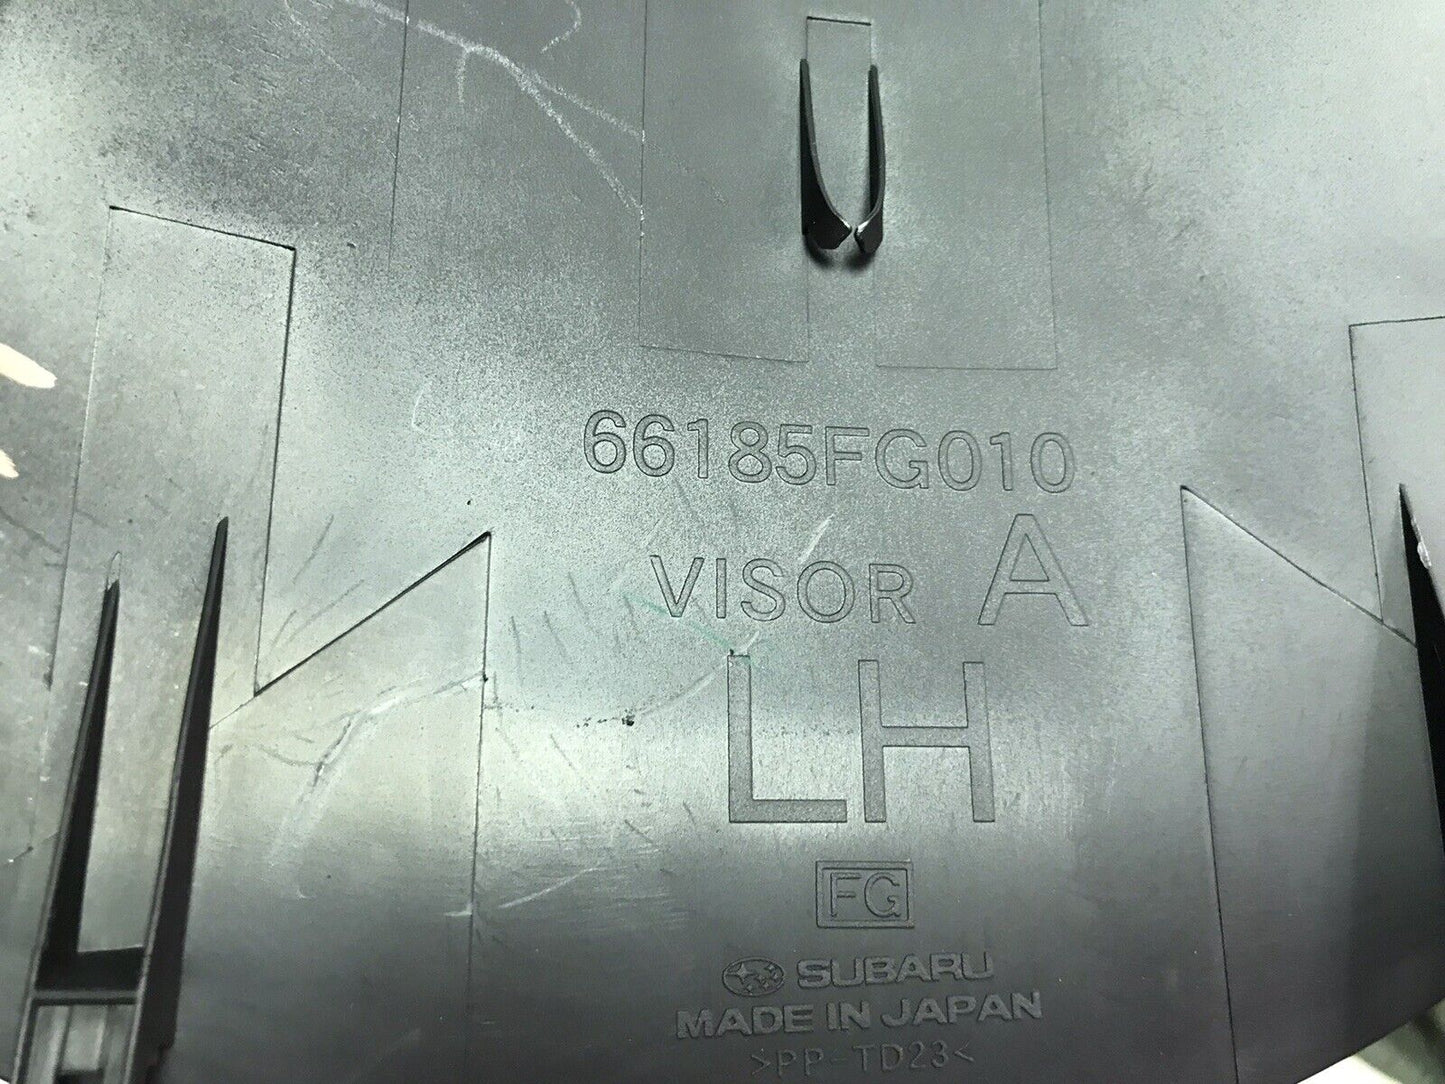 66185FG010
VISOR A
LH
FG
SUBARU
MADE IN JAPAN
>PP-TD23<